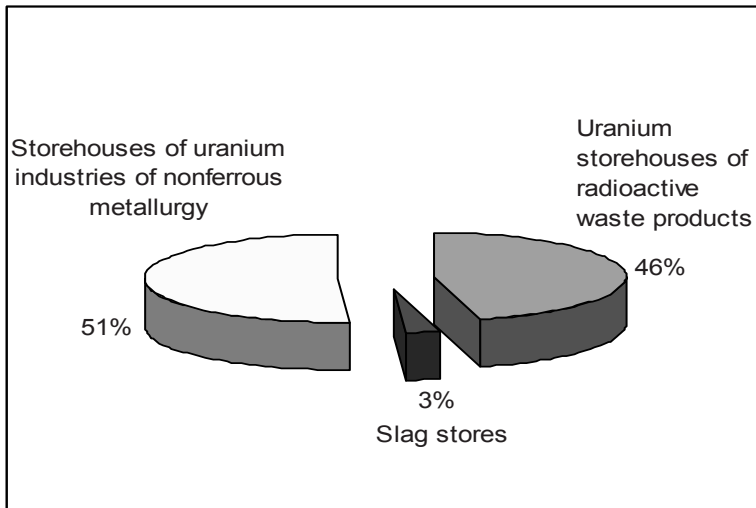 Storehouses of uranium
industries of nonferrous
metallurgy
51%
Uranium
storehouses of
radioactive
waste products
46%
3%
Slag stores